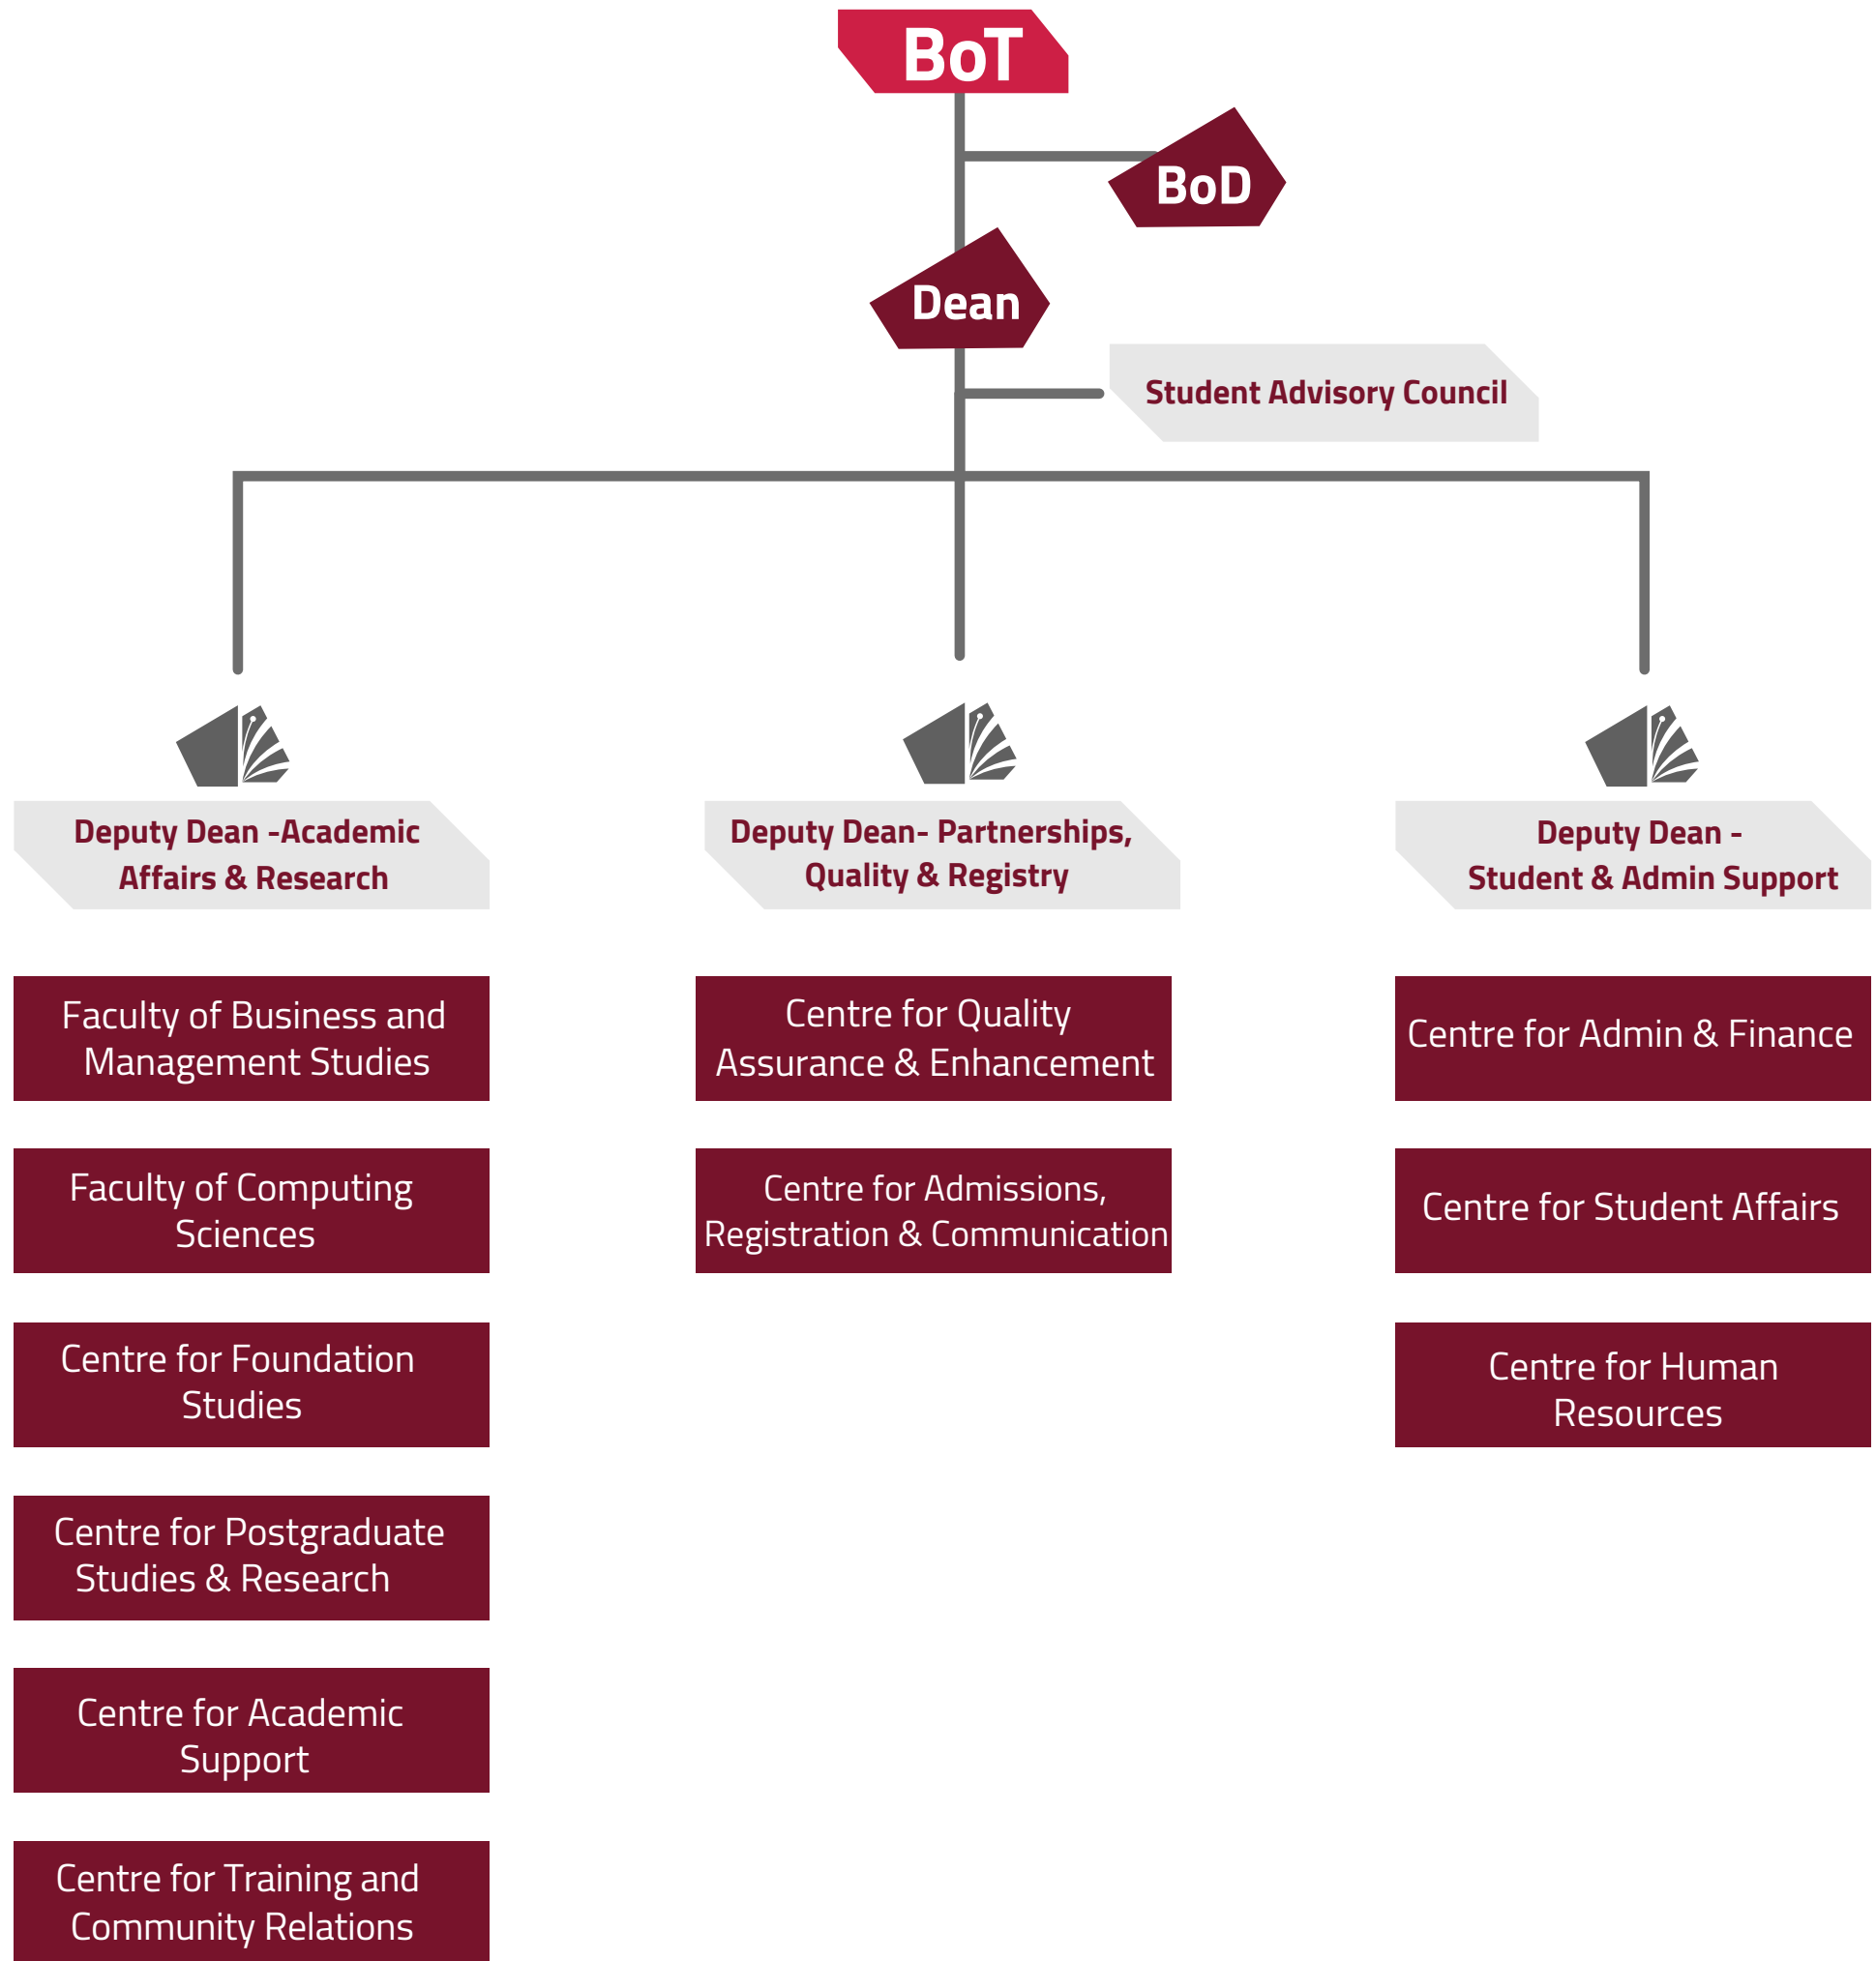 BoT
BoD
Dean
Student Advisory Council
Deputy Dean -Academic
Affairs & Research
Faculty of Business and
Management Studies
Faculty of Computing
Sciences
Centre for Foundation
Studies
Centre for Postgraduate
Studies & Research
Centre for Academic
Support
Centre for Training and
Community Relations
Deputy Dean- Partnerships,
Quality & Registry
Centre for Quality
Assurance & Enhancement
Centre for Admissions,
Registration & Communication
Deputy Dean -
Student & Admin Support
Centre for Admin & Finance
Centre for Student Affairs
Centre for Human
Resources